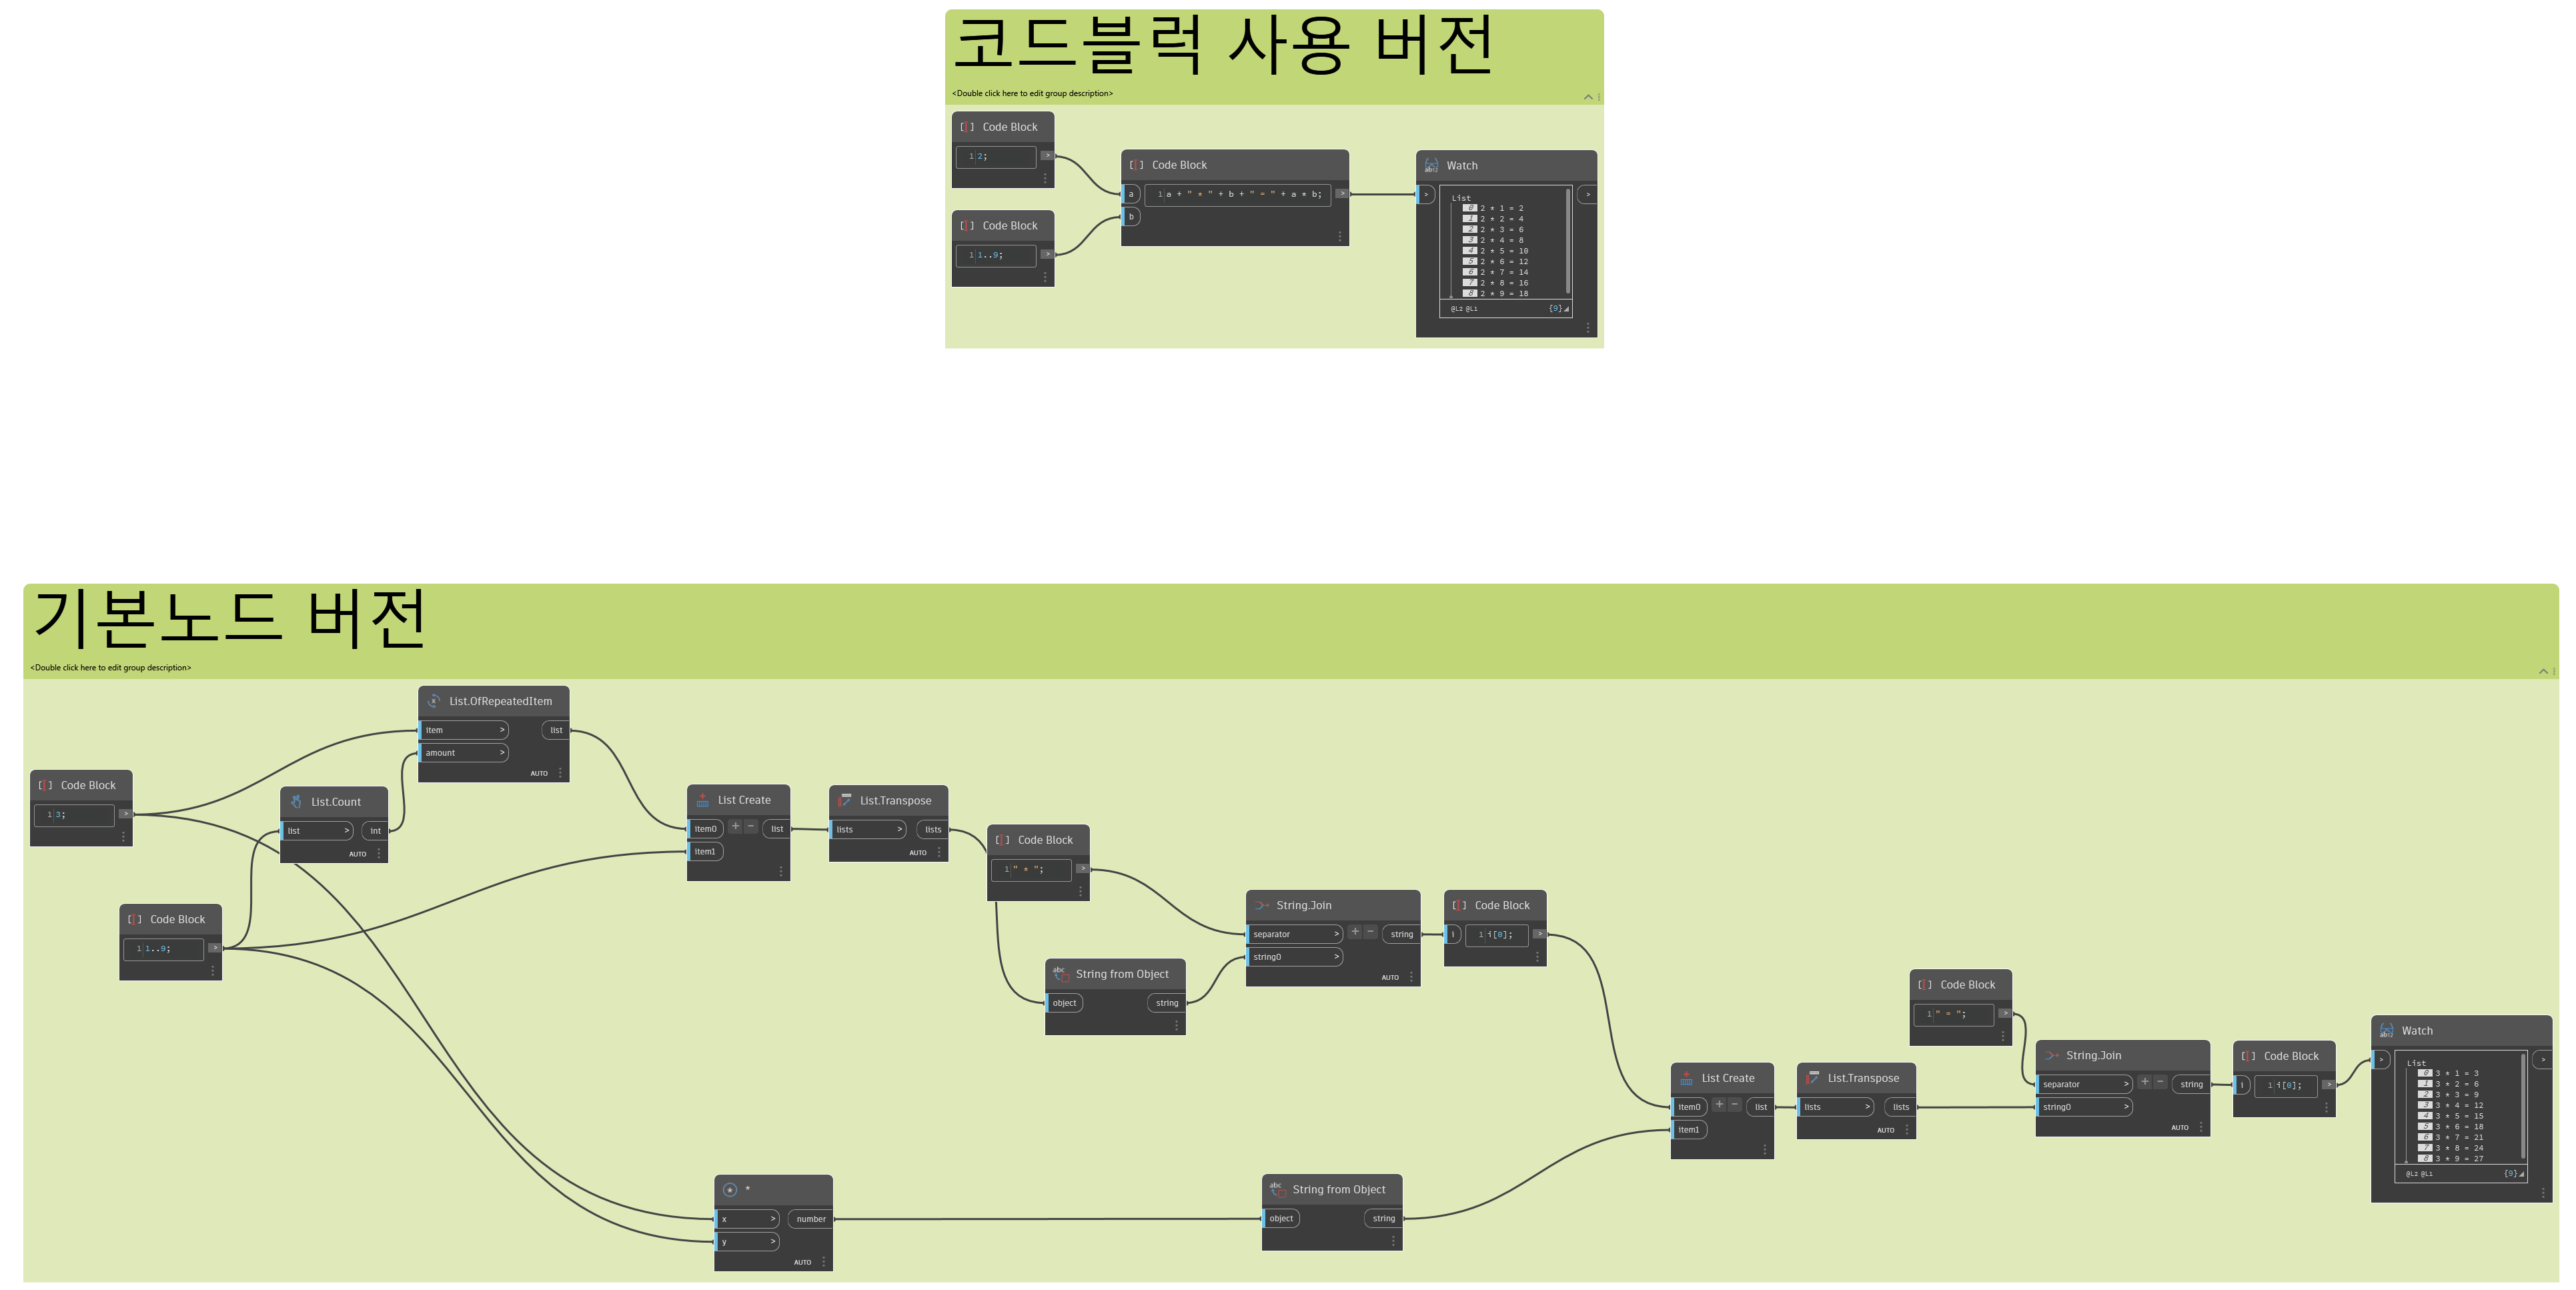 코드블럭 사용 버전
<Double click here to edit group description>
Code Block
1 2;
>
Code Block
1 1..9;
>
Code Block
a
1 a + " * " + b + " = " + a * b;
>
b
Watch
>
>
List
0 2 * 1 = 2
1 2 * 2 = 4
2 2 * 3 = 6
3 2 * 4 = 8
4 2 * 5 = 10
5 2 * 6 = 12
6 2 * 7 = 14
7 2 * 8 = 16
8 2 * 9 = 18
@L2 @L1 {9}
기본노드 버전
<Double click here to edit group description>
Code Block
1 3;
>
Code Block
1 1..9;
>
List.Count
list > int
AUTO
List.OfRepeatedItem
item > list
amount >
AUTO
List Create
item0 + - list
item1
List.Transpose
lists > lists
AUTO
Code Block
1 " * ";
>
String from Object
object string
String.Join
separator > + - string
string0 >
AUTO
Code Block
i 1 i[0]; >
*
x > number
y >
AUTO
String from Object
object string
List Create
item0 + - list
item1
List.Transpose
lists > lists
AUTO
Code Block
1 " = ";
>
String.Join
separator > + - string
string0 >
AUTO
Code Block
i 1 i[0]; >
Watch
>
>
List
0 3 * 1 = 3
1 3 * 2 = 6
2 3 * 3 = 9
3 3 * 4 = 12
4 3 * 5 = 15
5 3 * 6 = 18
6 3 * 7 = 21
7 3 * 8 = 24
8 3 * 9 = 27
@L2 @L1 {9}